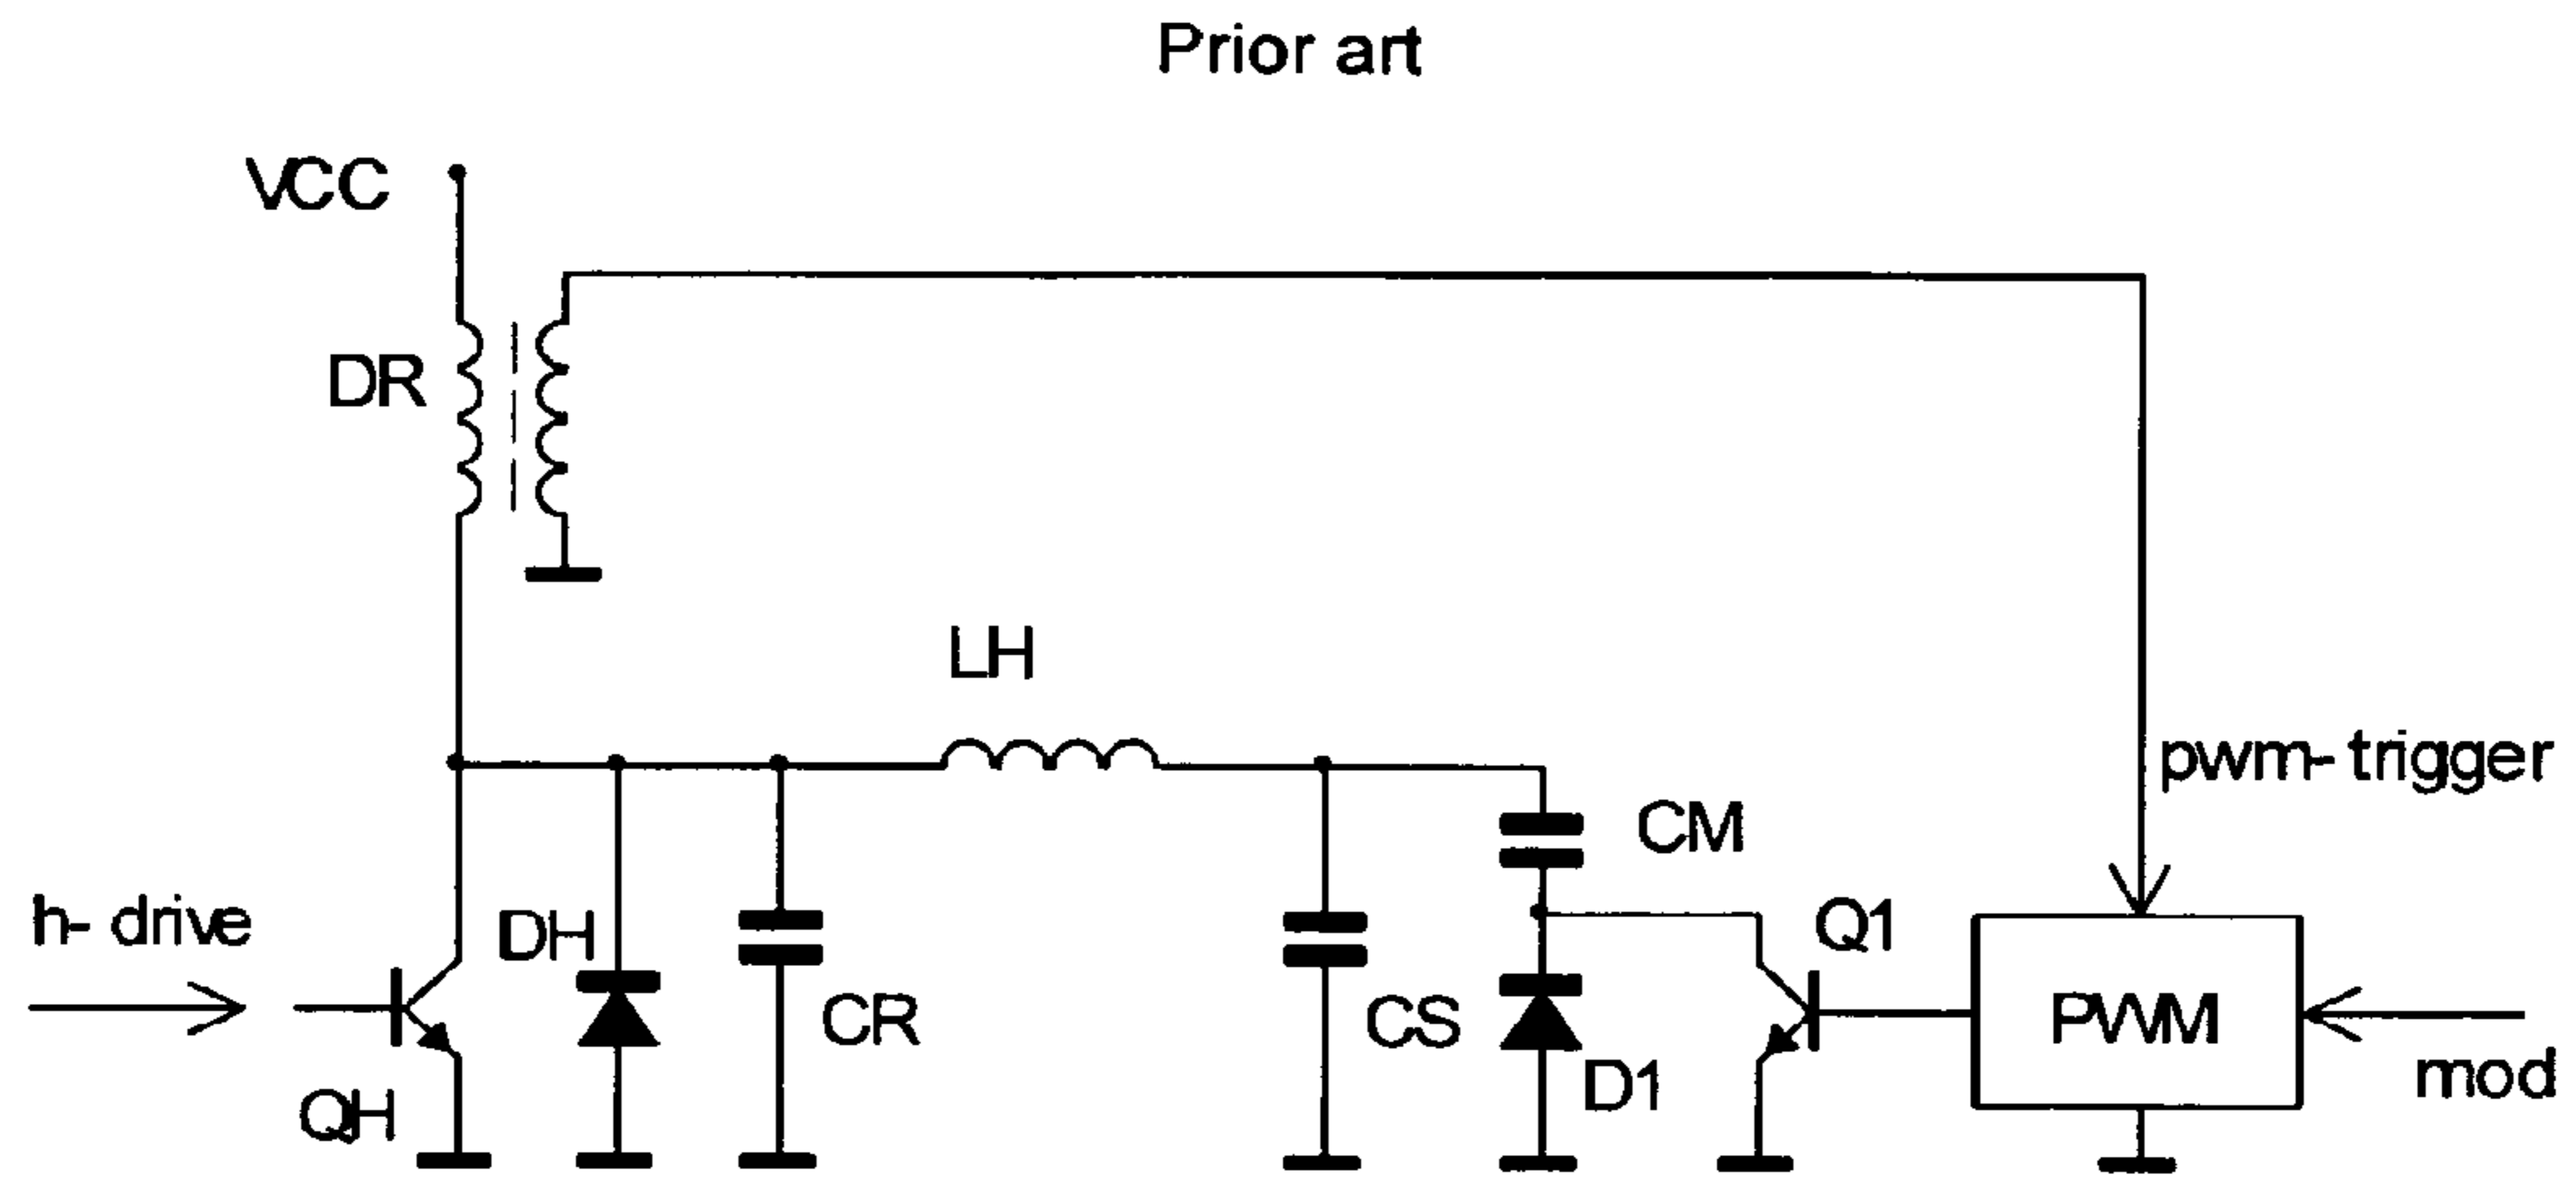 Prior art
VCC
DR
LH
pwm-trigger
CM
h-drive
DH
Q1
CR
CS
PWM
D1
mod
QH